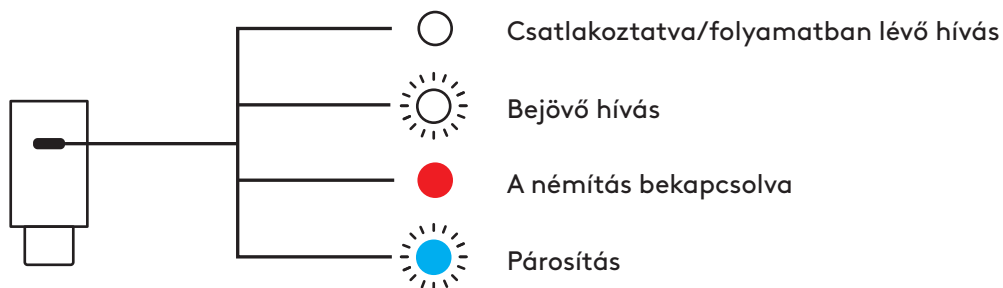 Csatlakoztatva/folyamatban lévő hívás
Bejövő hívás
A némítás bekapcsolva
Párosítás